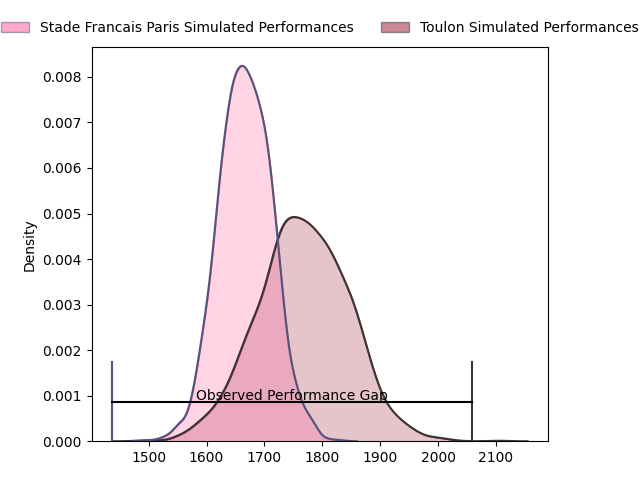 Stade Francais Paris Simulated Performances Toulon Simulated Performances
0.008
0.007
0.006
0.005
0.004
0.003
0.002
0.001
0.000
Density
Observed Performance Gap
1500 1600 1700 1800 1900 2000 2100